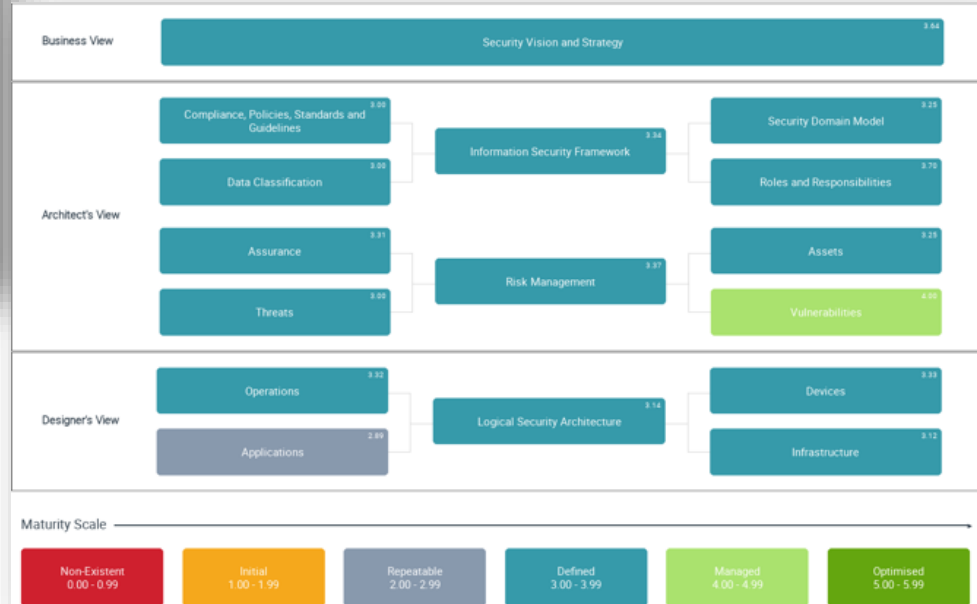 Business View
3.64
Security Vision and Strategy
3.00
Compliance, Policies, Standards and
Guidelines
3.25
Security Domain Model
3.34
Information Security Framework
3.00
Data Classification
3.70
Roles and Responsibilities
Architect's View
3.31
Assurance
3.25
Assets
3.37
Risk Management
3.00
Threats
4.00
Vulnerabilities
3.32
Operations
3.33
Devices
Designer's View
3.14
Logical Security Architecture
2.89
Applications
3.12
Infrastructure
Maturity Scale
Non-Existent
0.00 - 0.99
Initial
1.00 - 1.99
Repeatable
2.00 - 2.99
Defined
3.00 - 3.99
Managed
4.00 - 4.99
Optimised
5.00 - 5.99